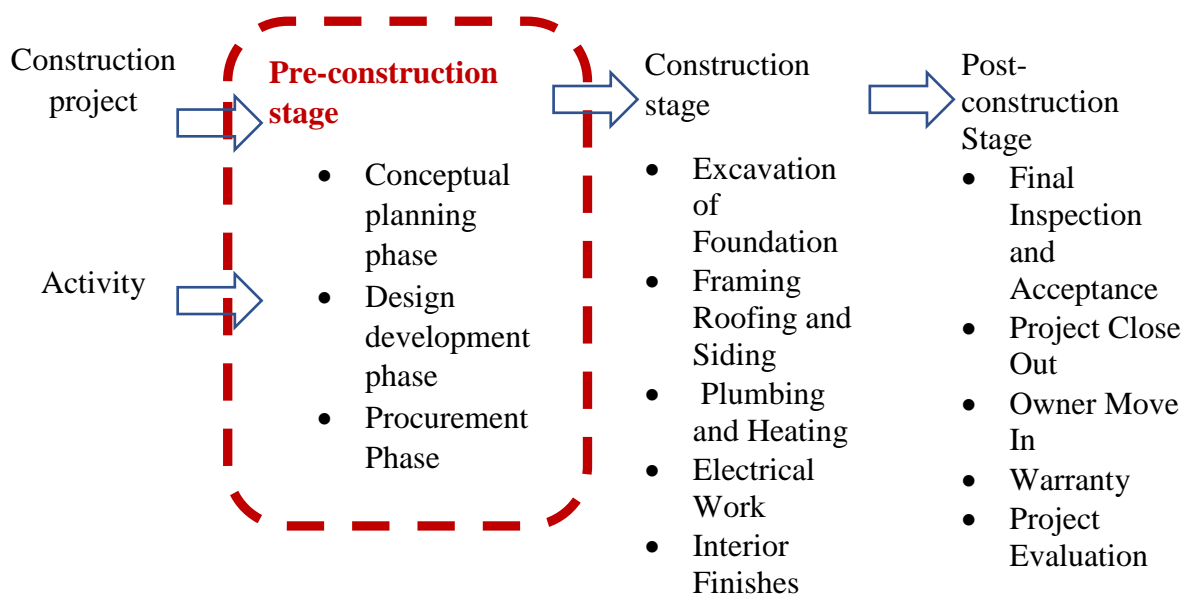 Construction
project
Activity
Pre-construction
stage
• Conceptual
planning
phase
• Design
development
phase
• Procurement
Phase
Construction
stage
• Excavation
of
Foundation
• Framing
Roofing and
Siding
• Plumbing
and Heating
• Electrical
Work
• Interior
Finishes
Post-
construction
Stage
• Final
Inspection
and
Acceptance
• Project Close
Out
• Owner Move
In
• Warranty
• Project
Evaluation